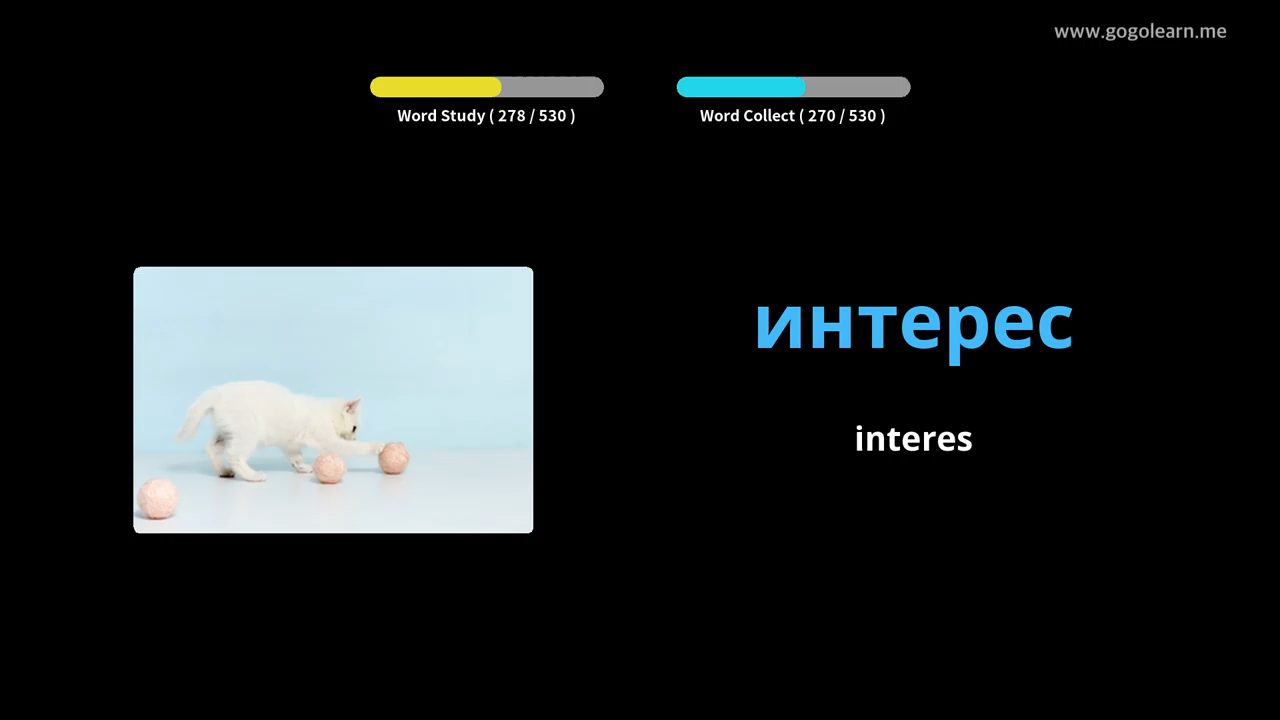 www.gogolearn.me
Word Study ( 278 / 530 )
Word Collect ( 270 / 530 )
интерес
interes